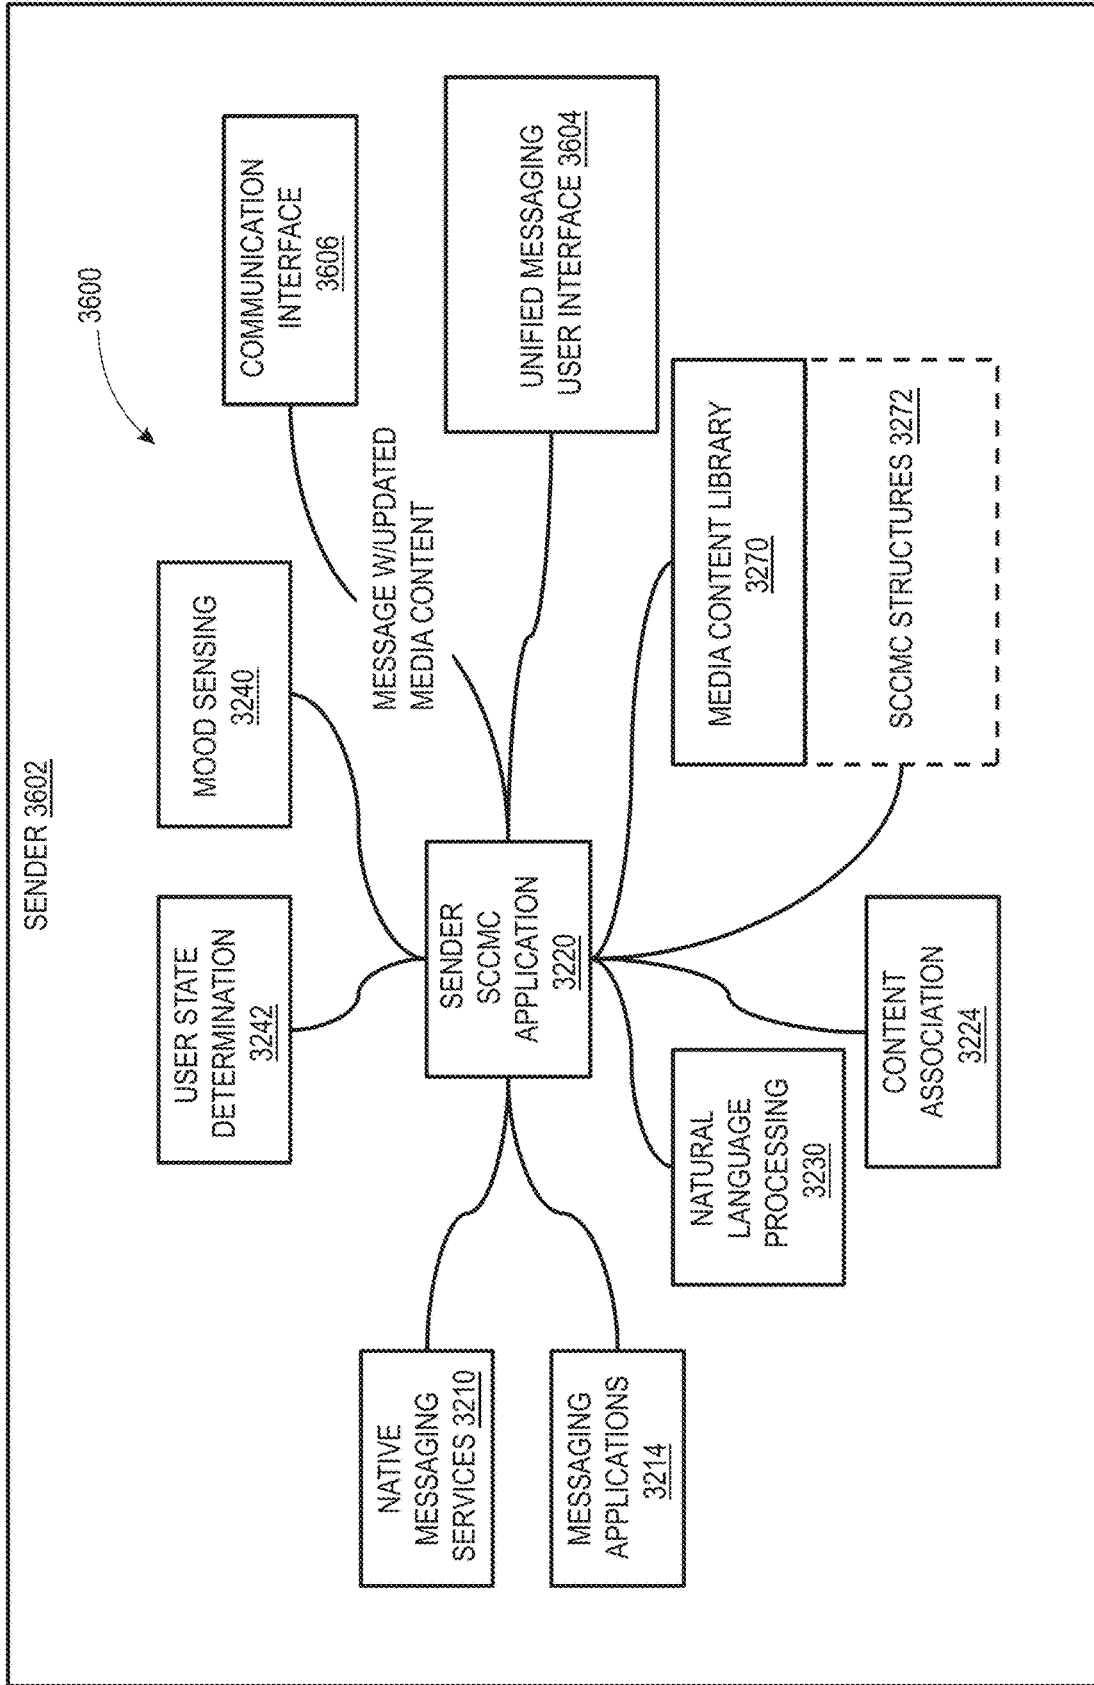 SENDER 3602
3600
USER STATE
DETERMINATION
3242
MOOD SENSING
3240
COMMUNICATION
INTERFACE
3606
MESSAGE W/UPDATED
MEDIA CONTENT
NATIVE
MESSAGING
SERVICES 3210
MESSAGING
APPLICATIONS
3214
SENDER
SCCMC
APPLICATION
3220
UNIFIED MESSAGING
USER INTERFACE 3604
NATURAL
LANGUAGE
PROCESSING
3230
CONTENT
ASSOCIATION
3224
MEDIA CONTENT LIBRARY
3270
SCCMC STRUCTURES 3272